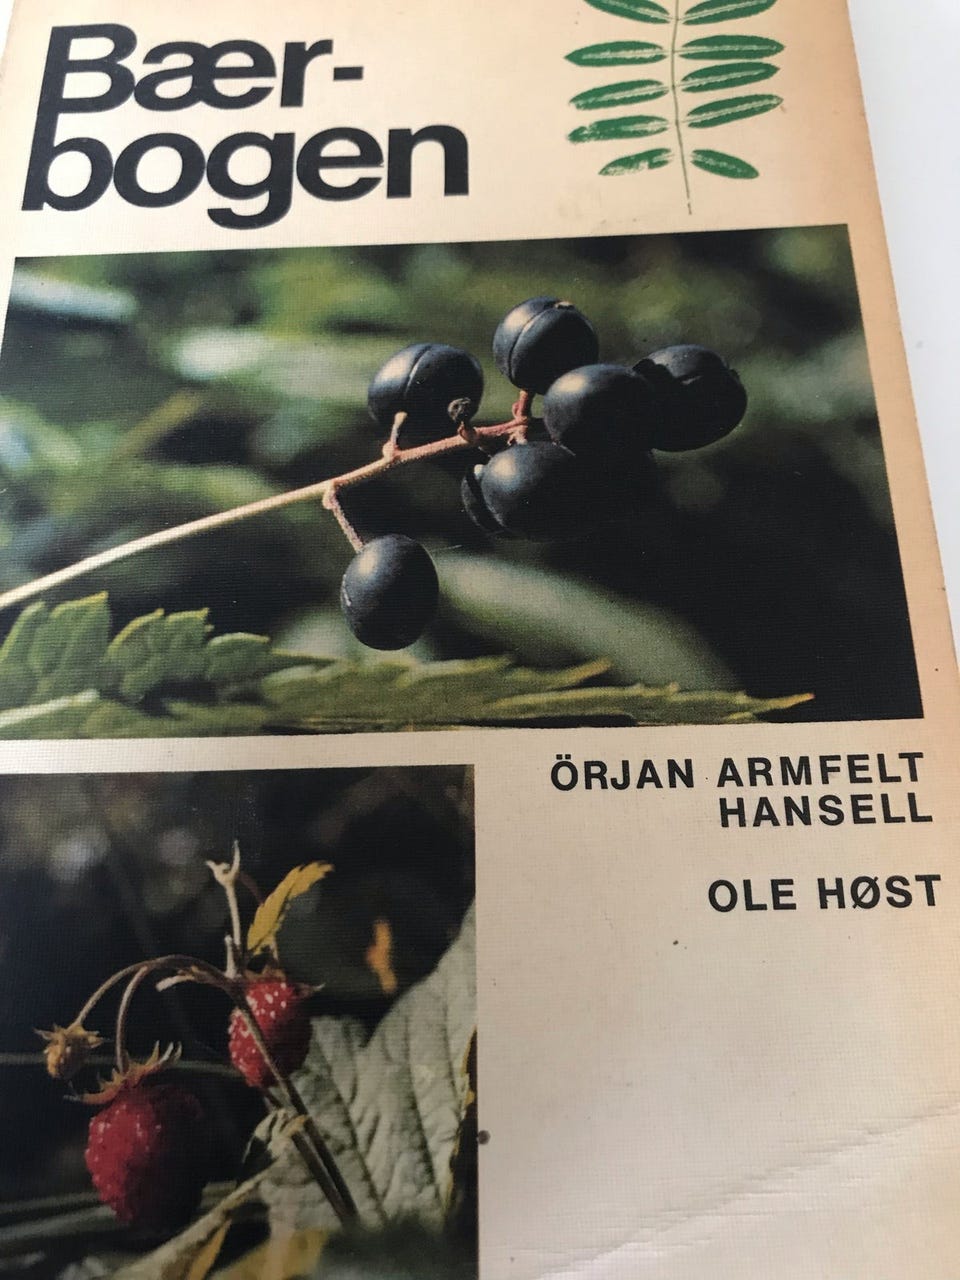 Bær-
bogen
ÖRJAN ARMFELT
HANSELL
OLE HØST